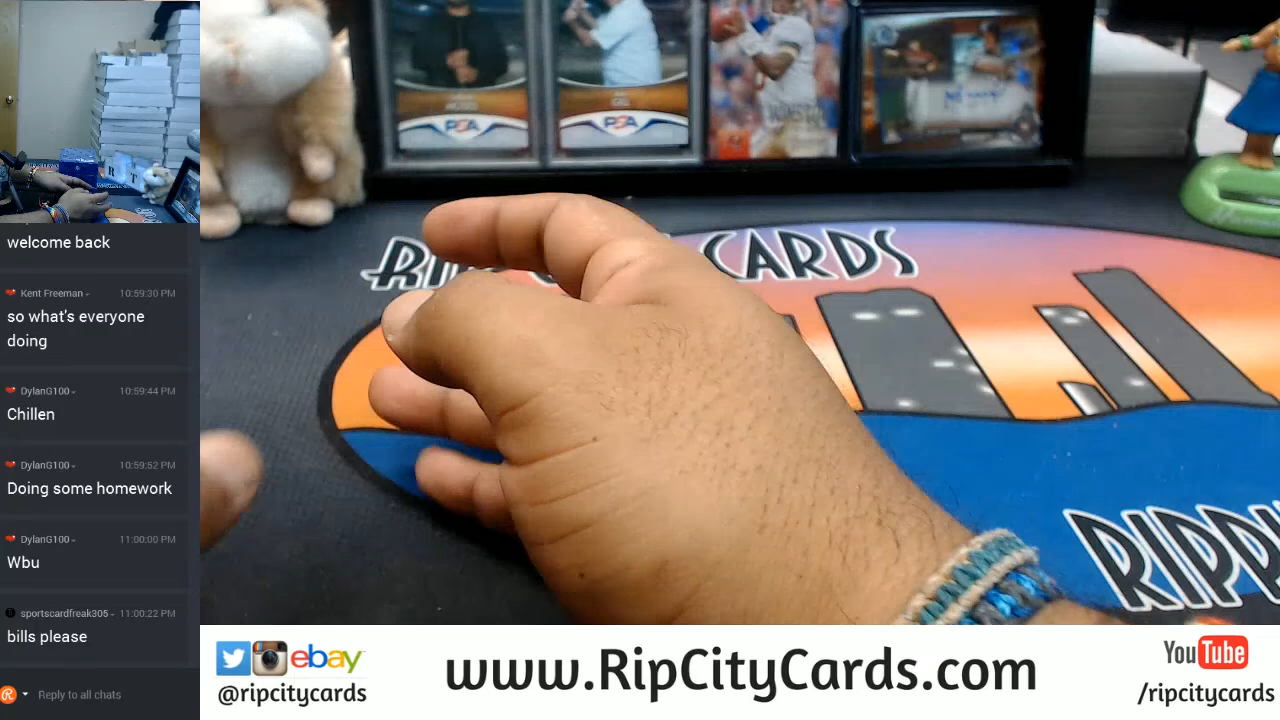 welcome back
Kent Freeman 10:59:30 PM
so what's everyone
doing
DylanG100 10:59:44 PM
Chillen
DylanG100 10:59:52 PM
Doing some homework
DylanG100 11:00:00 PM
Wbu
sportscardfreak305 11:00:22 PM
bills please
Reply to all chats
PSA
PSA
CARDS
RIPP
ebay
@ripcitycards
www.RipCityCards.com
YouTube
/ripcitycards